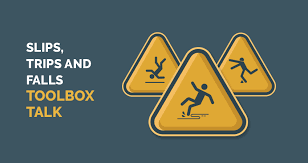 SLIPS,
TRIPS AND
FALLS
TOOLBOX
TALK